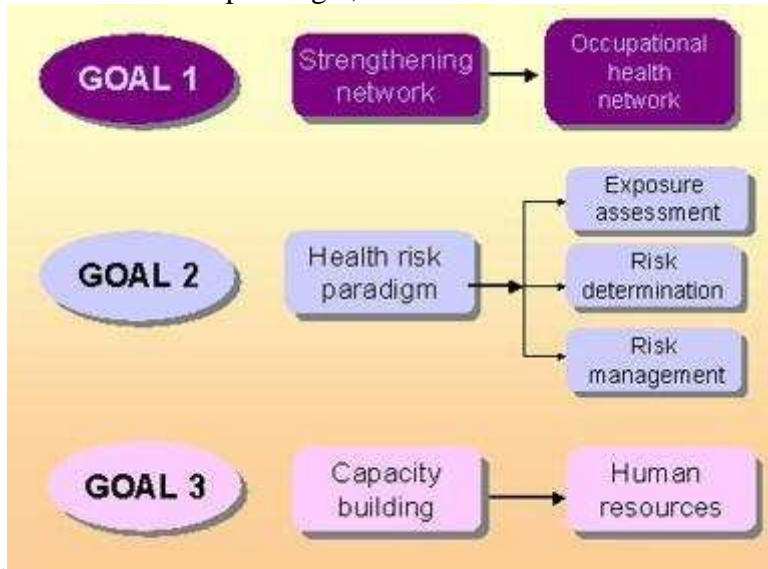 GOAL 1
Strengthening
network
Occupational
health
network
GOAL 2
Health risk
paradigm
Exposure
assessment
Risk
determination
Risk
management
GOAL 3
Capacity
building
Human
resources